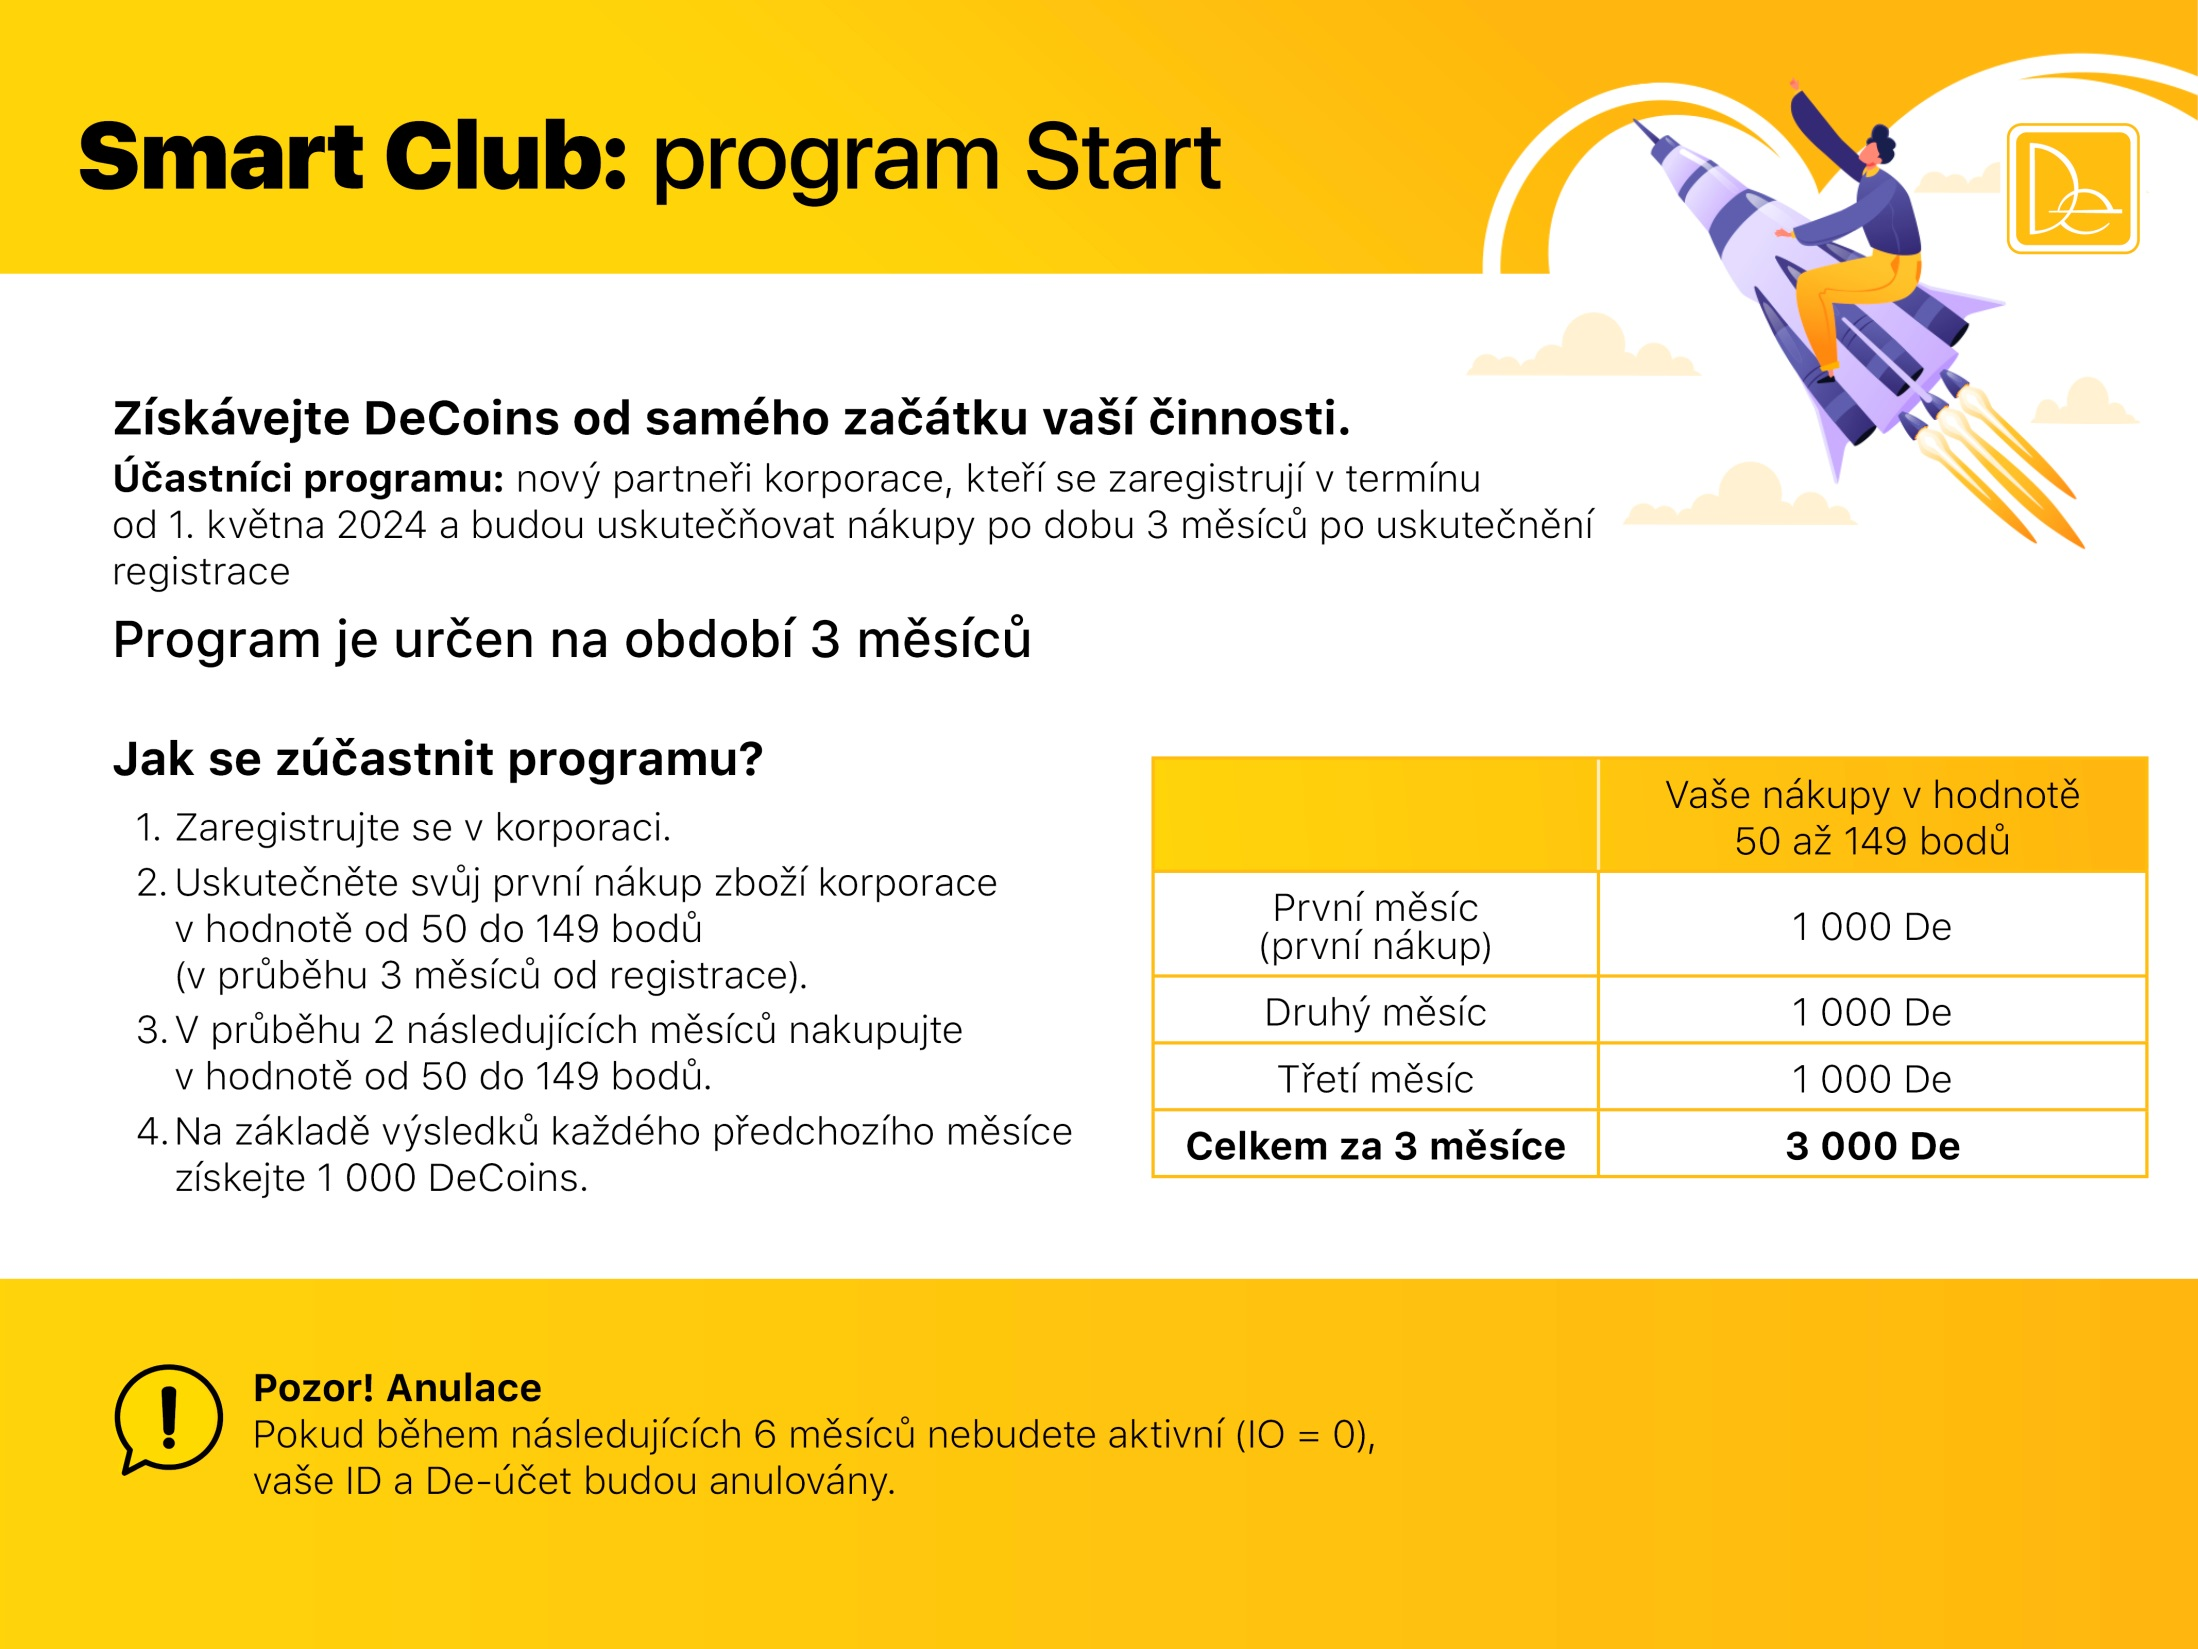 Smart Club: program Start
De
Získávejte DeCoins od samého začátku vaší činnosti.
Účastníci programu: nový partneři korporace, kteří se zaregistrují v termínu
od 1. května 2024 a budou uskutečňovat nákupy po dobu 3 měsíců po uskutečnění
registrace
Program je určen na období 3 měsíců
Jak se zúčastnit programu?
1. Zaregistrujte se v korporaci.
2. Uskutečněte svůj první nákup zboží korporace
v hodnotě od 50 do 149 bodů
(v průběhu 3 měsíců od registrace).
3. V průběhu 2 následujících měsíců nakupujte
v hodnotě od 50 do 149 bodů.
4. Na základě výsledků každého předchozího měsíce
získejte 1 000 DeCoins.
Vaše nákupy v hodnotě
50 až 149 bodů
První měsíc
(první nákup)
1 000 De
Druhý měsíc
1 000 De
Třetí měsíc
1 000 De
Celkem za 3 měsíce
3 000 De
Pozor! Anulace
Pokud během následujících 6 měsíců nebudete aktivní (IO = 0),
vaše ID a De-účet budou anulovány.